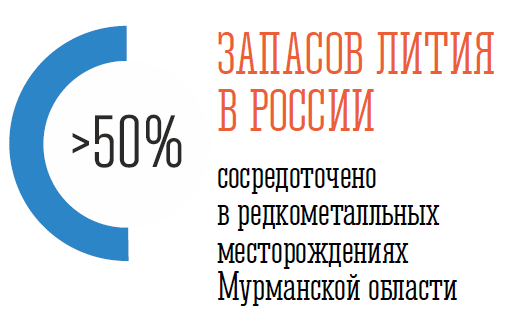 >50%
ЗАПАСОВ ЛИТИЯ
В РОССИИ
сосредоточено
в редкометалльных
месторождениях
Мурманской области